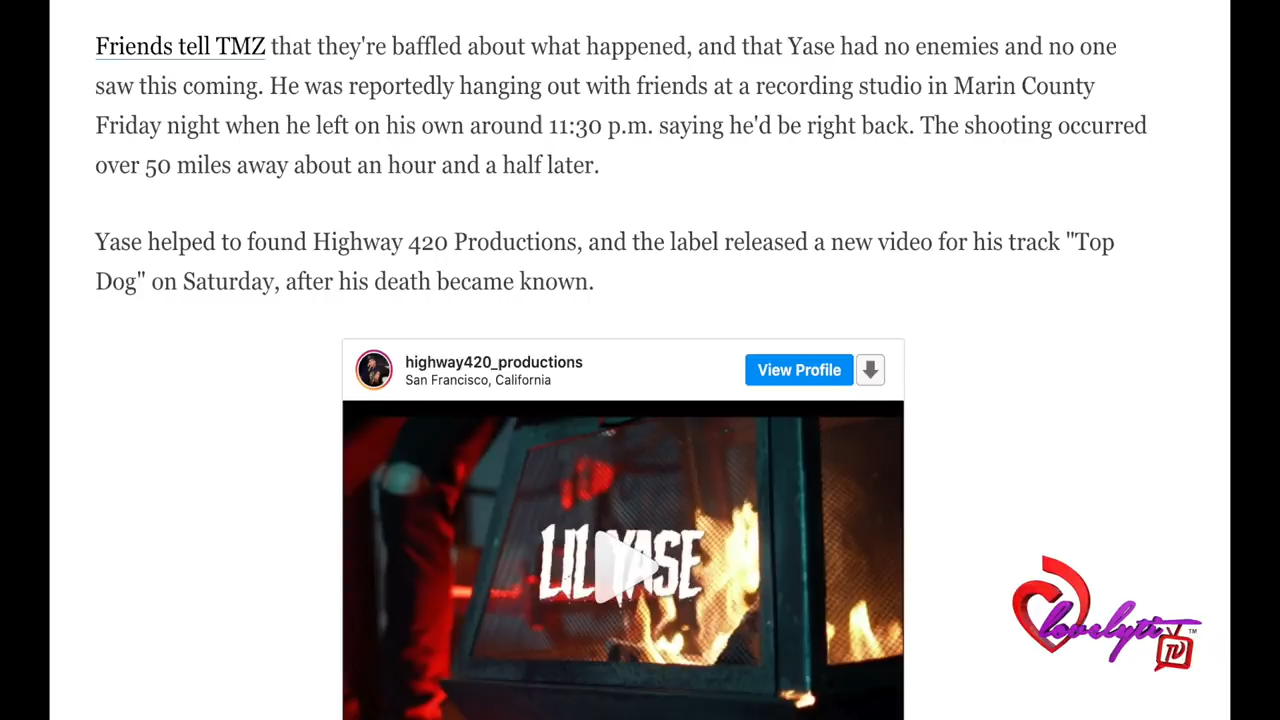 Friends tell TMZ that they're baffled about what happened, and that Yase had no enemies and no one
saw this coming. He was reportedly hanging out with friends at a recording studio in Marin County
Friday night when he left on his own around 11:30 p.m. saying he'd be right back. The shooting occurred
over 50 miles away about an hour and a half later.
Yase helped to found Highway 420 Productions, and the label released a new video for his track "Top
Dog" on Saturday, after his death became known.
highway420_productions
San Francisco, California
View Profile
LIL YASE
lovelyti
TV
TM